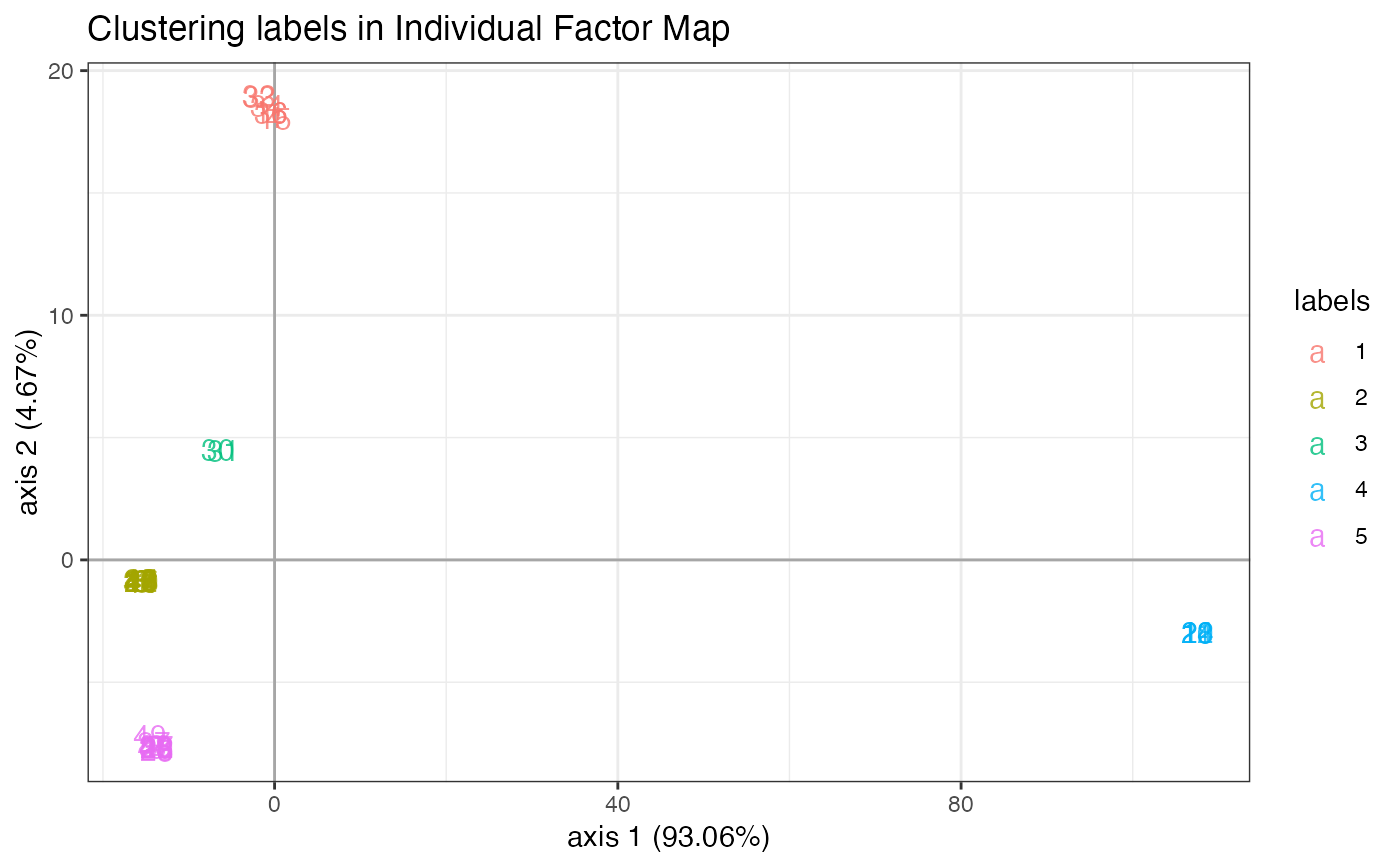 Clustering labels in Individual Factor Map
20
10
0
0
40
80
axis 1 (93.06%)
axis 2 (4.67%)
labels
a 1
a 2
a 3
a 4
a 5